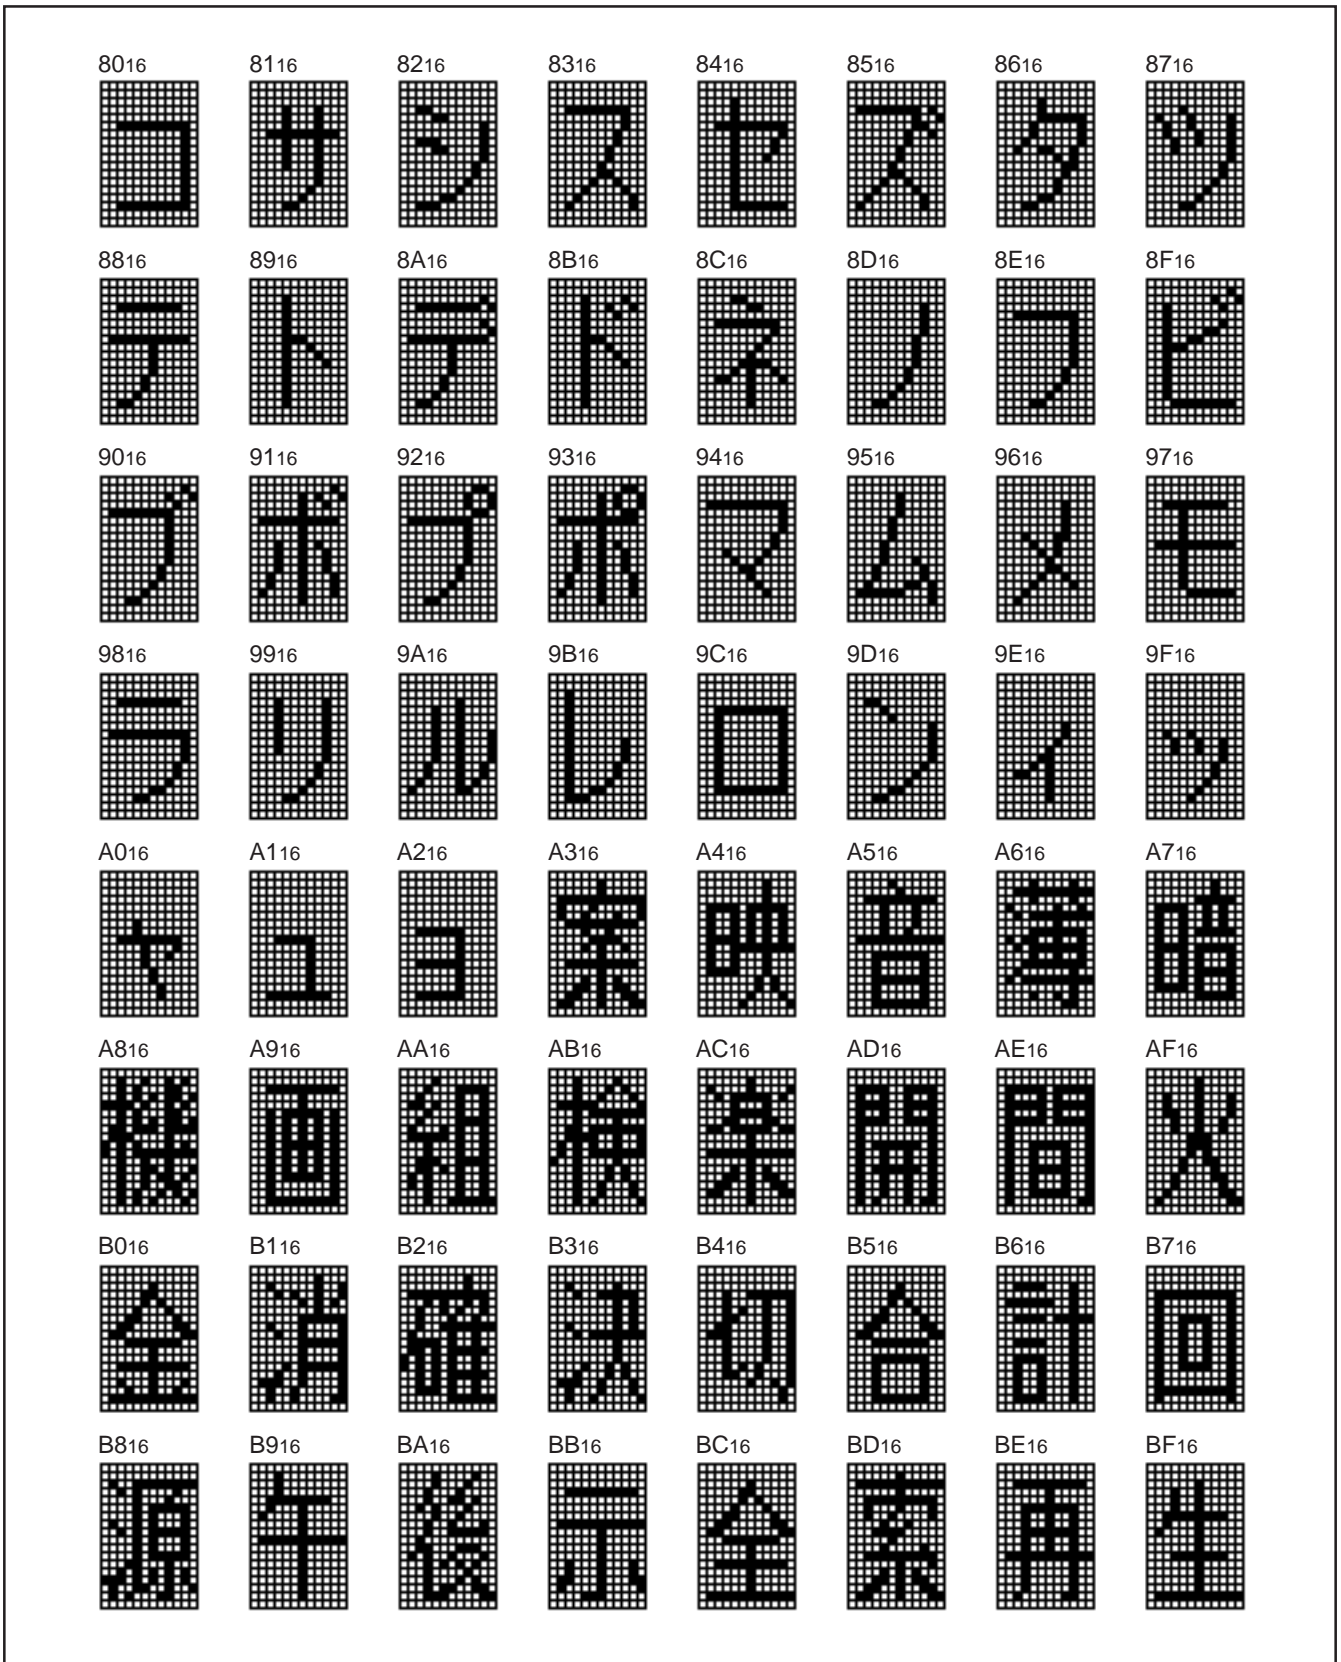 8016 8116 8216 8316 8416 8516 8616 8716
コ サ シ ス セ ズ タ ツ
8816 8916 8A16 8B16 8C16 8D16 8E16 8F16
テ ト デ ド ネ ノ フ ビ
9016 9116 9216 9316 9416 9516 9616 9716
ブ ボ プ ポ マ ム メ モ
9816 9916 9A16 9B16 9C16 9D16 9E16 9F16
ラ リ ル レ ロ ン ィ ッ
A016 A116 A216 A316 A416 A516 A616 A716
ャ ュ ョ 案 映 音 薄 暗
A816 A916 AA16 AB16 AC16 AD16 AE16 AF16
機 画 組 検 楽 開 間 火
B016 B116 B216 B316 B416 B516 B616 B716
金 消 確 決 切 合 計 回
B816 B916 BA16 BB16 BC16 BD16 BE16 BF16
源 午 後 示 全 索 再 生